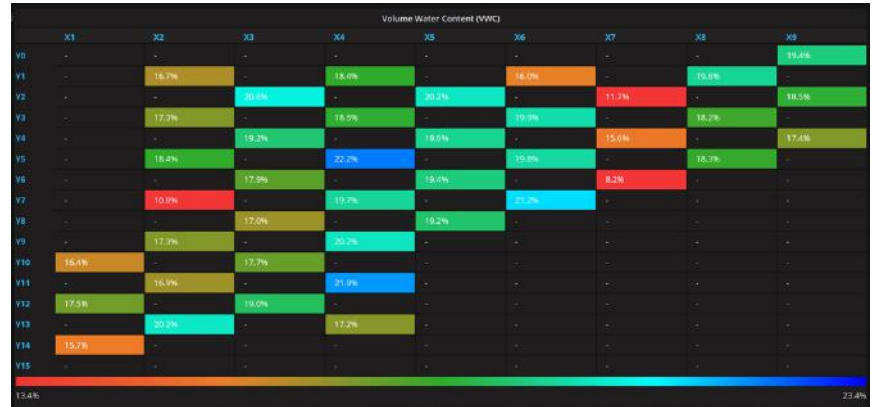 Volume Water Content (VWC)
X1 X2 X3 X4 X5 X6 X7 X8 X9
Y0 - - - - - - - - 19.4%
Y1 - 16.7% - 18.4% - 16.0% - 19.8% -
Y2 - - 20.6% - 20.2% - 11.7% - 18.5%
Y3 - 17.3% - 18.5% - 19.9% - 18.2% -
Y4 - - 19.2% - 19.6% - 15.6% - 17.4%
Y5 - 18.4% - 22.2% - 19.8% - 18.3% -
Y6 - - 17.9% - 19.4% - 8.2% - -
Y7 - 10.9% - 19.7% - 21.2% - - -
Y8 - - 17.0% - 19.2% - - - -
Y9 - 17.3% - 20.2% - - - - -
Y10 16.4% - 17.7% - - - - - -
Y11 - 16.9% - 21.9% - - - - -
Y12 17.5% - 19.0% - - - - - -
Y13 - 20.2% - 17.2% - - - - -
Y14 15.7% - - - - - - - -
Y15 - - - - - - - - -
13.4% 23.4%